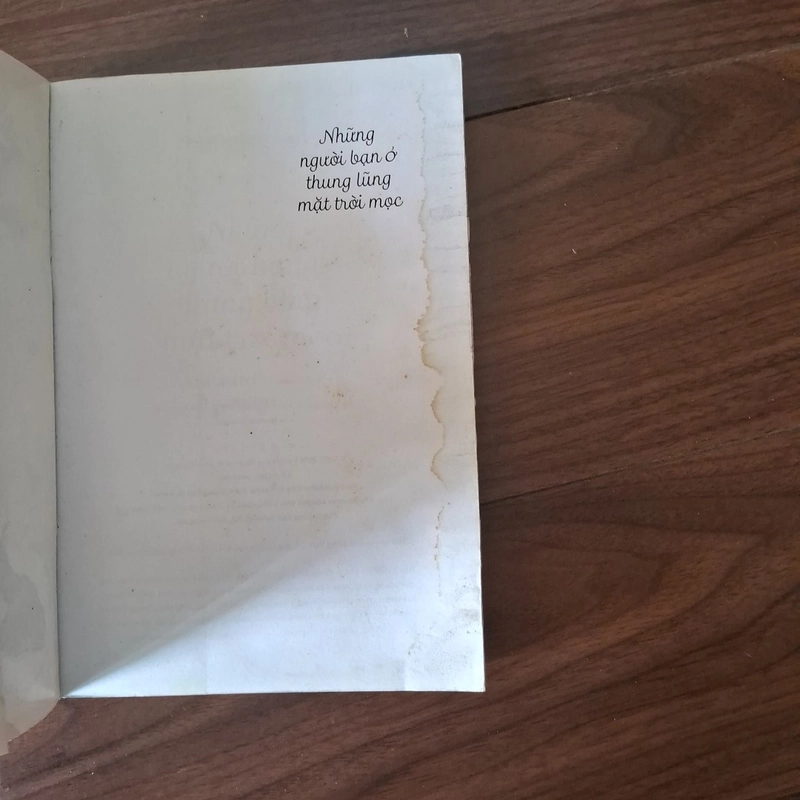 Những
người bạn ở
thung lũng
mặt trời mọc